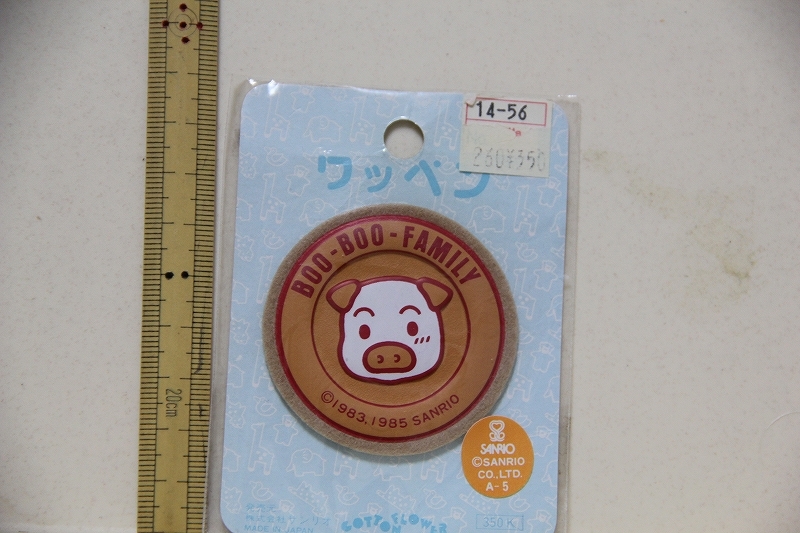 14-56
260¥350
ワッペン
BOO-BOO-FAMILY
©1983,1985 SANRIO
SANRIO
©SANRIO
CO.,LTD.
A-5
20cm
MADE IN JAPAN
COTTON FLOWER
350